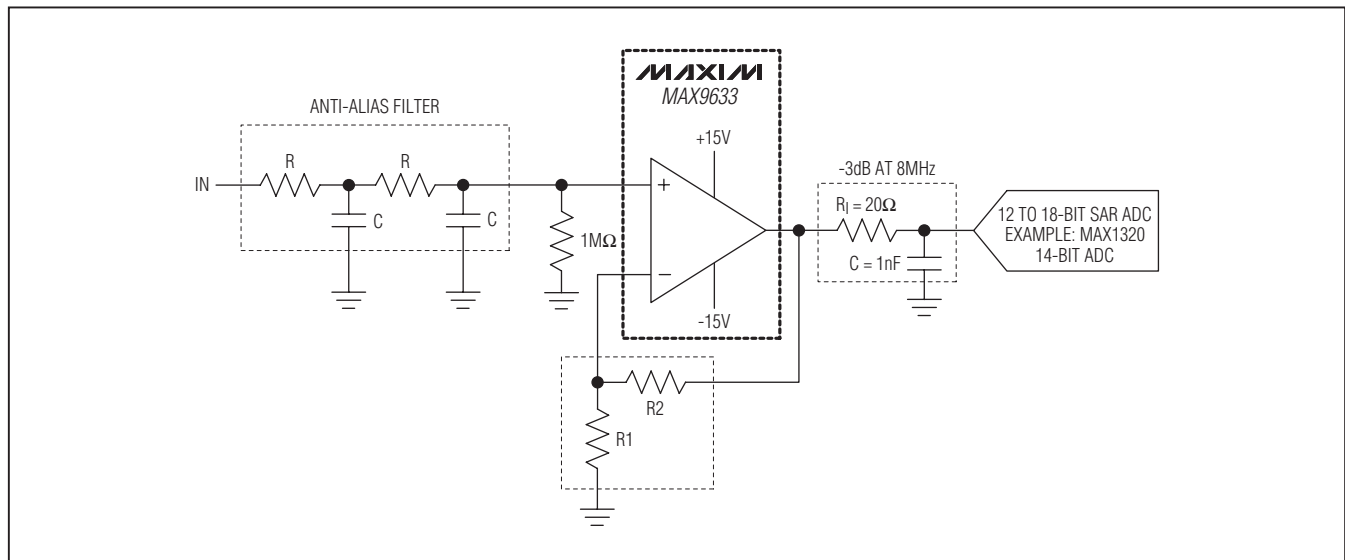 MAXIM
MAX9633
ANTI-ALIAS FILTER
+15V
-3dB AT 8MHz
R
R
IN
RI = 20Ω
12 TO 18-BIT SAR ADC
EXAMPLE: MAX1320
14-BIT ADC
+
C
C
1MΩ
C = 1nF
−
-15V
R2
R1